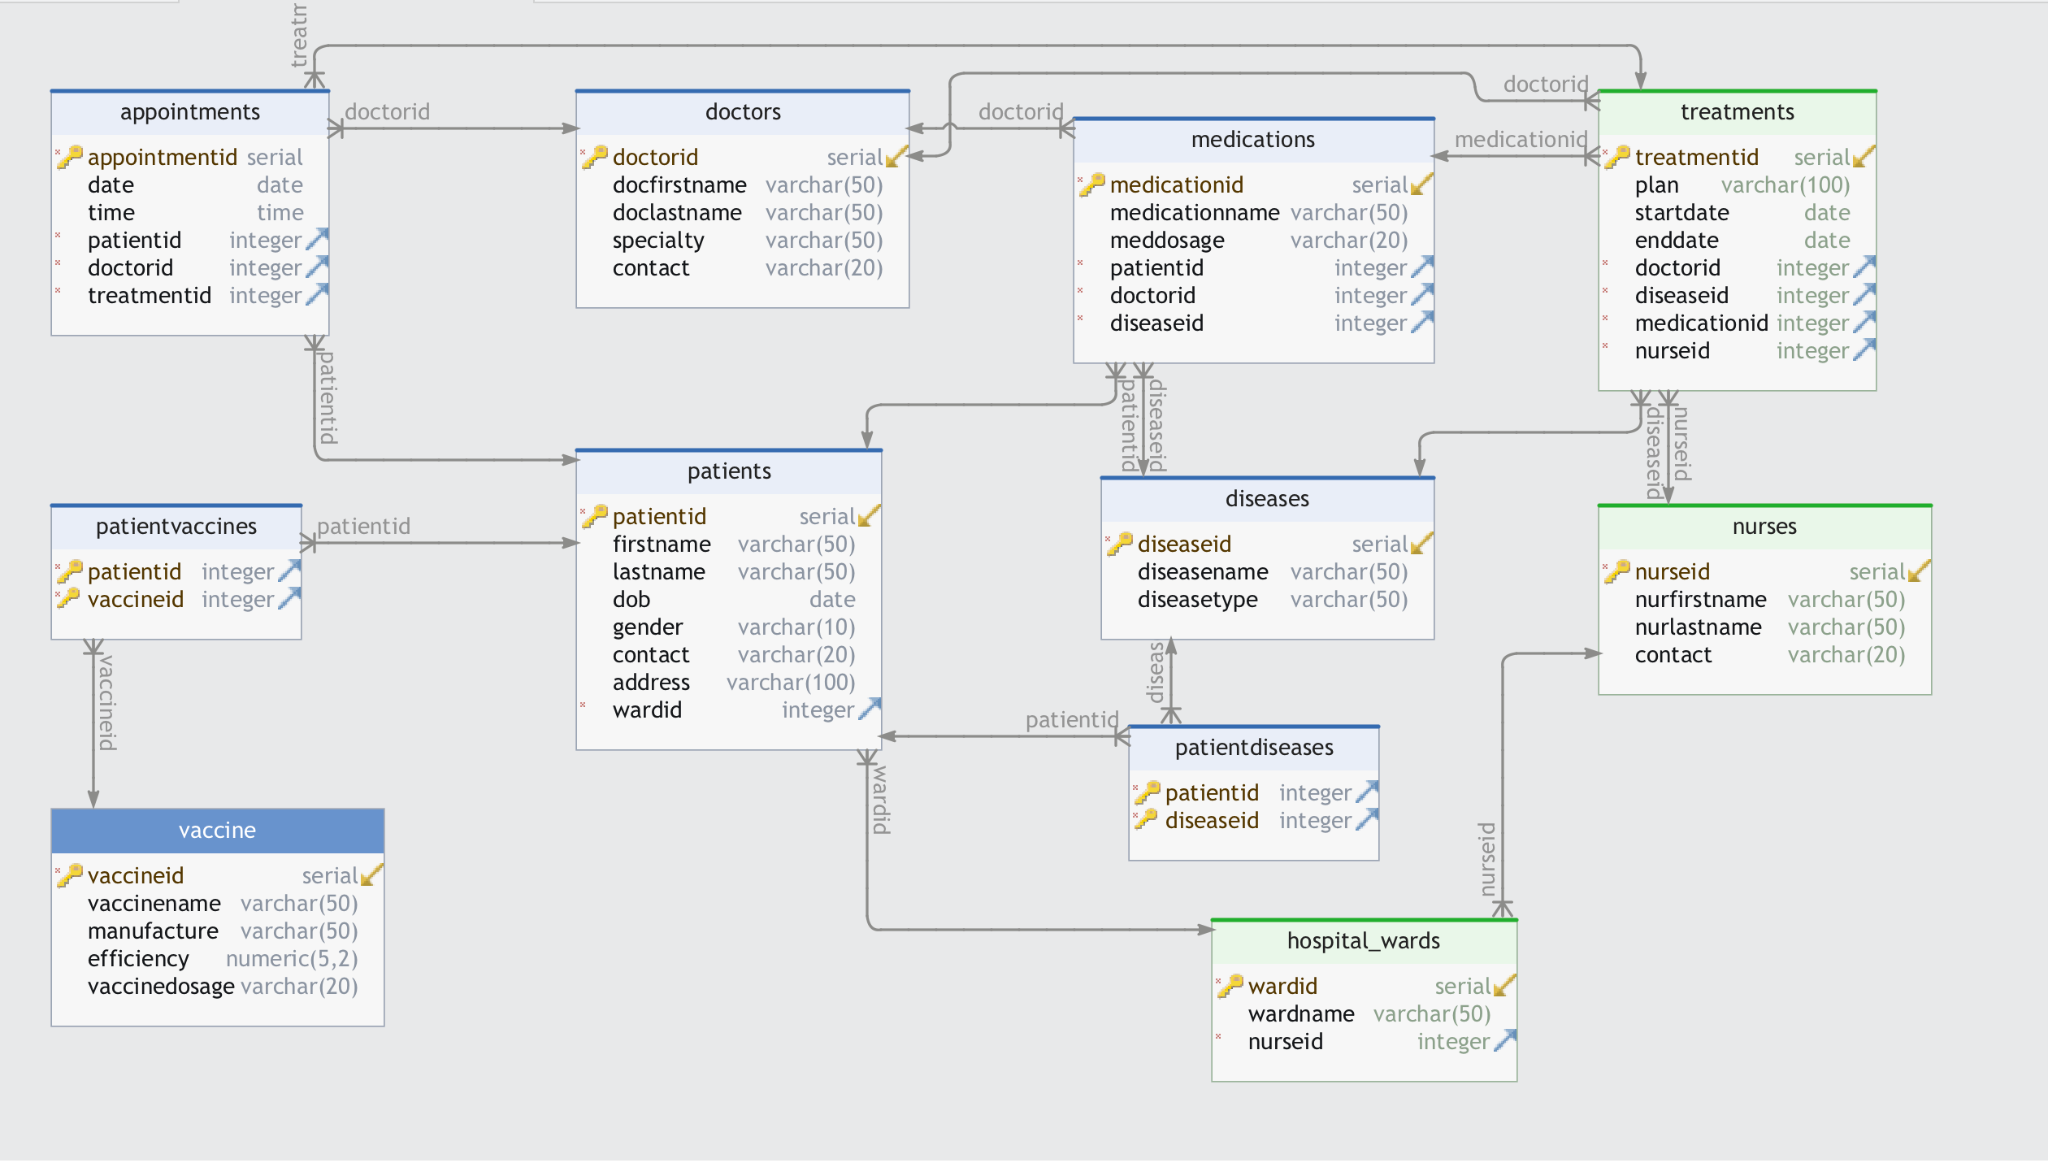 treatm
appointments
appointmentid serial
date date
time time
patientid integer
doctorid integer
treatmentid integer
doctorid
doctors
doctorid serial
docfirstname varchar(50)
doclastname varchar(50)
specialty varchar(50)
contact varchar(20)
doctorid
medications
medicationid serial
medicationname varchar(50)
meddosage varchar(20)
patientid integer
doctorid integer
diseaseid integer
doctorid
medicationid
treatments
treatmentid serial
plan varchar(100)
startdate date
enddate date
doctorid integer
diseaseid integer
medicationid integer
nurseid integer
patientid
patientid
diseaseid
diseaseid
nurseid
patientvaccines
patientid integer
vaccineid integer
patientid
patients
patientid serial
firstname varchar(50)
lastname varchar(50)
dob date
gender varchar(10)
contact varchar(20)
address varchar(100)
wardid integer
diseases
diseaseid serial
diseasename varchar(50)
diseasetype varchar(50)
nurses
nurseid serial
nurfirstname varchar(50)
nurlastname varchar(50)
contact varchar(20)
vaccineid
diseas
patientid
patientdiseases
patientid integer
diseaseid integer
wardid
vaccine
vaccineid serial
vaccinename varchar(50)
manufacture varchar(50)
efficiency numeric(5,2)
vaccinedosage varchar(20)
nurseid
hospital_wards
wardid serial
wardname varchar(50)
nurseid integer